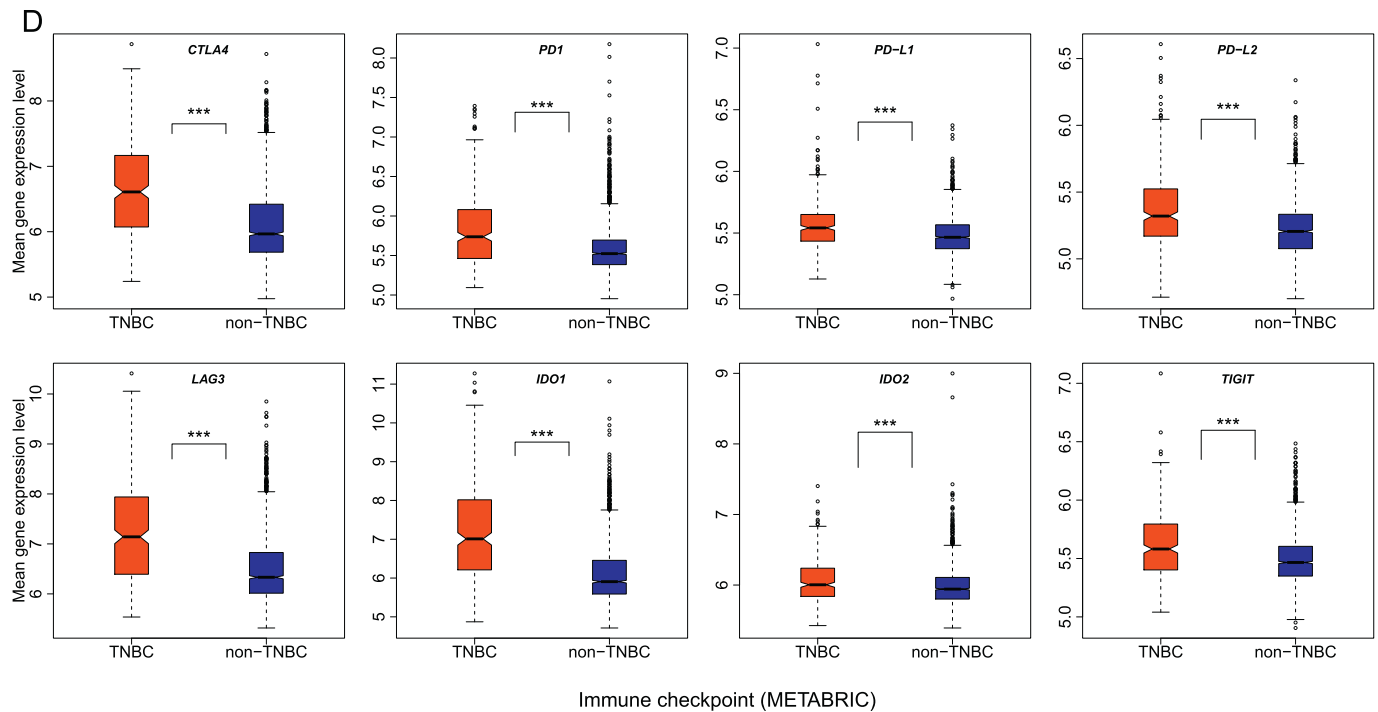 D
CTLA4
PD1
PD-L1
PD-L2
Mean gene expression level
5 6 7 8
***
TNBC non-TNBC
5.0 5.5 6.0 6.5 7.0 7.5 8.0
***
TNBC non-TNBC
5.0 5.5 6.0 6.5 7.0
***
TNBC non-TNBC
5.0 5.5 6.0 6.5
***
TNBC non-TNBC
LAG3
IDO1
IDO2
TIGIT
Mean gene expression level
6 7 8 9 10
***
TNBC non-TNBC
5 6 7 8 9 10 11
***
TNBC non-TNBC
6 7 8 9
***
TNBC non-TNBC
5.0 5.5 6.0 6.5 7.0
***
TNBC non-TNBC
Immune checkpoint (METABRIC)